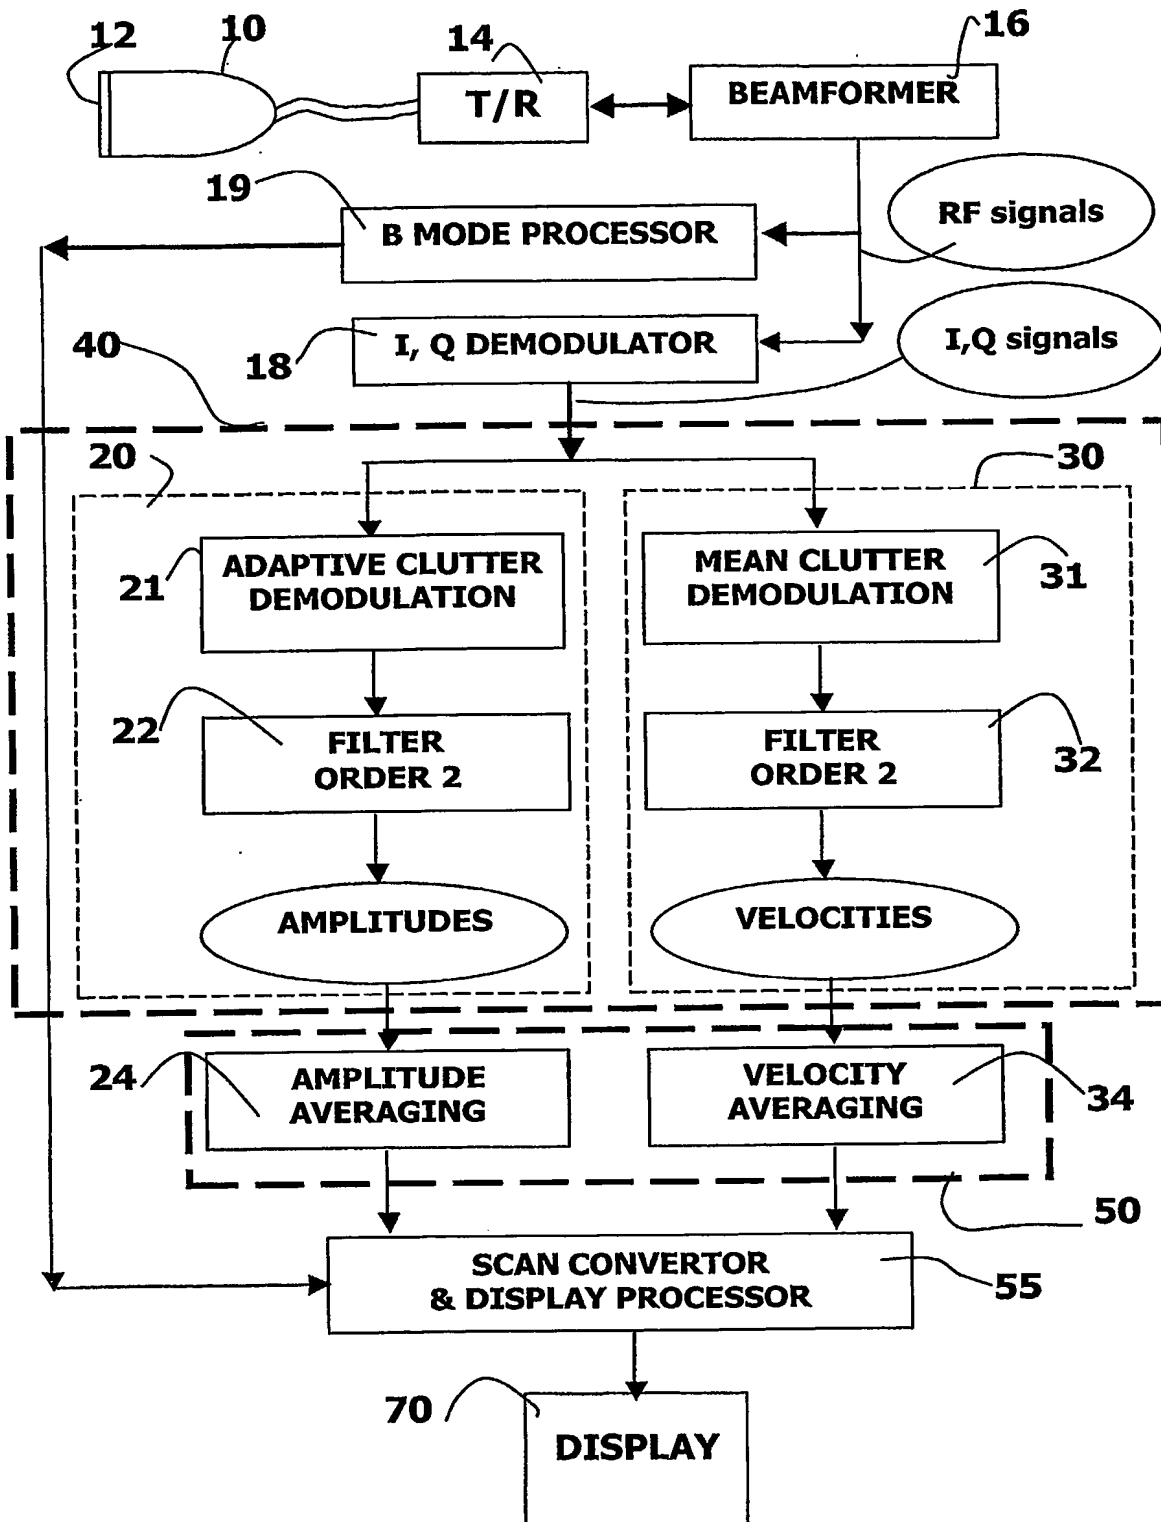 12
10
14
16
T/R
BEAMFORMER
19
B MODE PROCESSOR
RF signals
40
18
I, Q DEMODULATOR
I,Q signals
20
30
21
ADAPTIVE CLUTTER
DEMODULATION
MEAN CLUTTER
DEMODULATION
31
22
FILTER
ORDER 2
FILTER
ORDER 2
32
AMPLITUDES
VELOCITIES
24
AMPLITUDE
AVERAGING
VELOCITY
AVERAGING
34
50
SCAN CONVERTOR
& DISPLAY PROCESSOR
55
70
DISPLAY